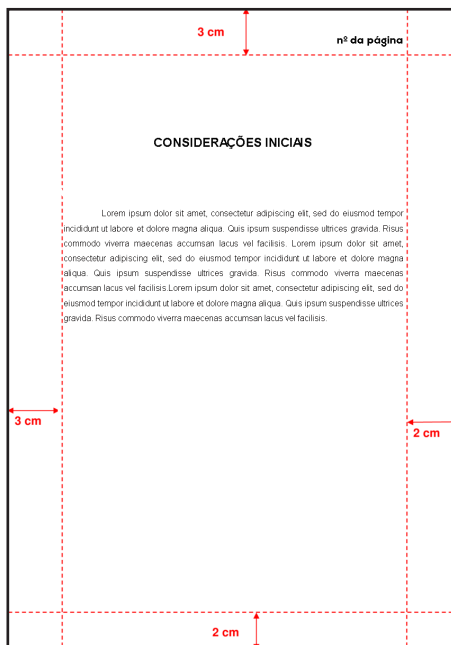 3 cm
nº da página
CONSIDERAÇÕES INICIAIS
Lorem ipsum dolor sit amet, consectetur adipiscing elit, sed do eiusmod tempor
incididunt ut labore et dolore magna aliqua. Quis ipsum suspendisse ultrices gravida. Risus
commodo viverra maecenas accumsan lacus vel facilisis. Lorem ipsum dolor sit amet,
consectetur adipiscing elit, sed do eiusmod tempor incididunt ut labore et dolore magna
aliqua. Quis ipsum suspendisse ultrices gravida. Risus commodo viverra maecenas
accumsan lacus vel facilisis.Lorem ipsum dolor sit amet, consectetur adipiscing elit, sed do
eiusmod tempor incididunt ut labore et dolore magna aliqua. Quis ipsum suspendisse ultrices
gravida. Risus commodo viverra maecenas accumsan lacus vel facilisis.
3 cm
2 cm
2 cm